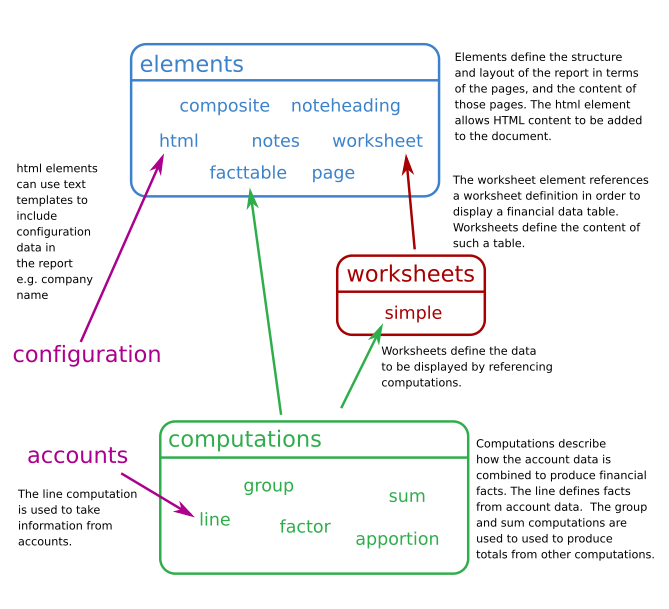 elements
composite noteheading
html notes worksheet
facttable page
Elements define the structure
and layout of the report in terms
of the pages, and the content of
those pages. The html element
allows HTML content to be added
to the document.
html elements
can use text
templates to
include
configuration
data in
the report
e.g. company
name
The worksheet element references
a worksheet definition in order to
display a financial data table.
Worksheets define the content of
such a table.
worksheets
simple
configuration
Worksheets define the data
to be displayed by referencing
computations.
computations
group
sum
line
factor
apportion
accounts
The line computation
is used to take
information from
accounts.
Computations describe
how the account data is
combined to produce financial
facts. The line defines facts
from account data. The group
and sum computations are
used to used to produce
totals from other computations.